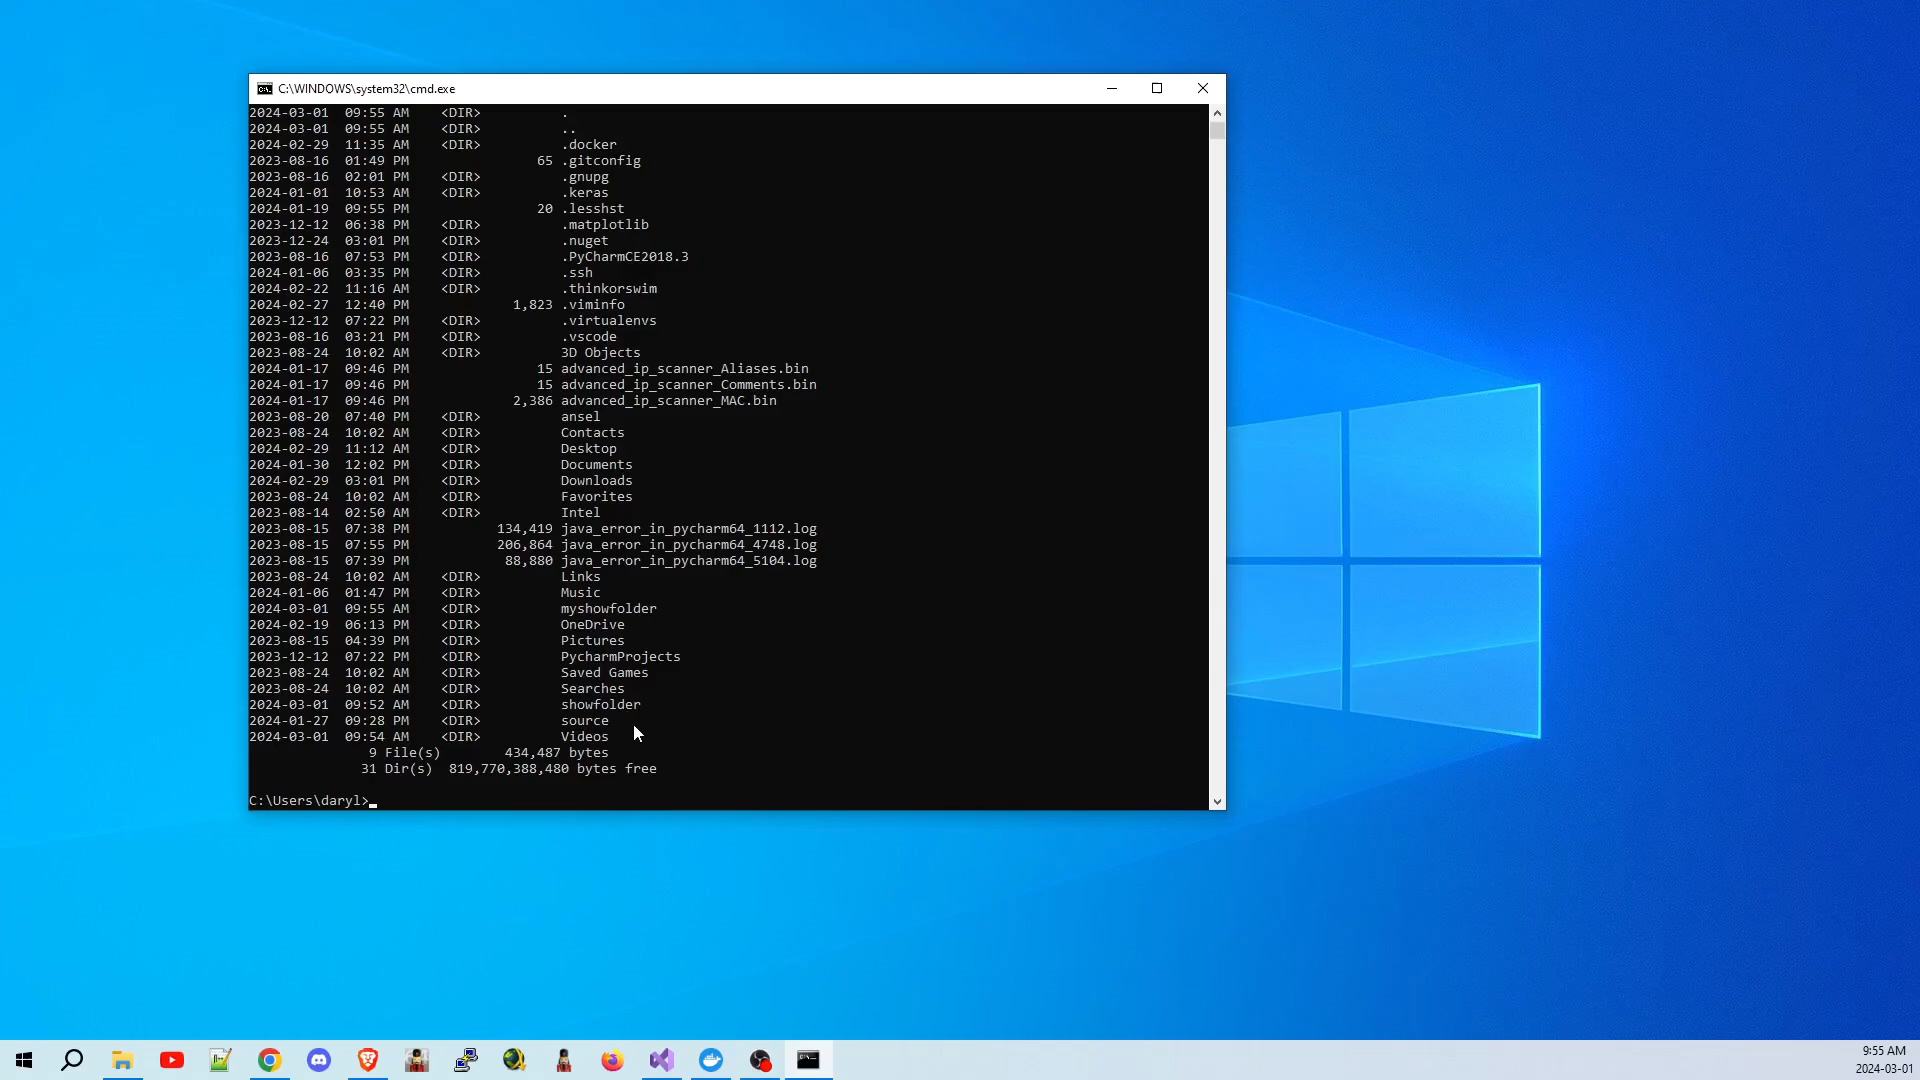 C:\WINDOWS\system32\cmd.exe
2024-03-01  09:55 AM    <DIR>          .
2024-03-01  09:55 AM    <DIR>          ..
2024-02-29  11:35 AM    <DIR>          .docker
2023-08-16  01:49 PM                65 .gitconfig
2023-08-16  02:01 PM    <DIR>          .gnupg
2024-01-01  10:53 AM    <DIR>          .keras
2024-01-19  09:55 PM                20 .lesshst
2023-12-12  06:38 PM    <DIR>          .matplotlib
2023-12-24  03:01 PM    <DIR>          .nuget
2023-08-16  07:53 PM    <DIR>          .PyCharmCE2018.3
2024-01-06  03:35 PM    <DIR>          .ssh
2024-02-22  11:16 AM    <DIR>          .thinkorswim
2024-02-27  12:40 PM             1,823 .viminfo
2023-12-12  07:22 PM    <DIR>          .virtualenvs
2023-08-16  03:21 PM    <DIR>          .vscode
2023-08-24  10:02 AM    <DIR>          3D Objects
2024-01-17  09:46 PM                15 advanced_ip_scanner_Aliases.bin
2024-01-17  09:46 PM                15 advanced_ip_scanner_Comments.bin
2024-01-17  09:46 PM             2,386 advanced_ip_scanner_MAC.bin
2023-08-20  07:40 PM    <DIR>          ansel
2023-08-24  10:02 AM    <DIR>          Contacts
2024-02-29  11:12 AM    <DIR>          Desktop
2024-01-30  12:02 PM    <DIR>          Documents
2024-02-29  03:01 PM    <DIR>          Downloads
2023-08-24  10:02 AM    <DIR>          Favorites
2023-08-14  02:50 AM    <DIR>          Intel
2023-08-15  07:38 PM           134,419 java_error_in_pycharm64_1112.log
2023-08-15  07:55 PM           206,864 java_error_in_pycharm64_4748.log
2023-08-15  07:39 PM            88,880 java_error_in_pycharm64_5104.log
2023-08-24  10:02 AM    <DIR>          Links
2024-01-06  01:47 PM    <DIR>          Music
2024-03-01  09:55 AM    <DIR>          myshowfolder
2024-02-19  06:13 PM    <DIR>          OneDrive
2023-08-15  04:39 PM    <DIR>          Pictures
2023-12-12  07:22 PM    <DIR>          PycharmProjects
2023-08-24  10:02 AM    <DIR>          Saved Games
2023-08-24  10:02 AM    <DIR>          Searches
2024-03-01  09:52 AM    <DIR>          showfolder
2024-01-27  09:28 PM    <DIR>          source
2024-03-01  09:54 AM    <DIR>          Videos
9 File(s)        434,487 bytes
31 Dir(s)  819,770,388,480 bytes free
C:\Users\daryl>
9:55 AM
2024-03-01